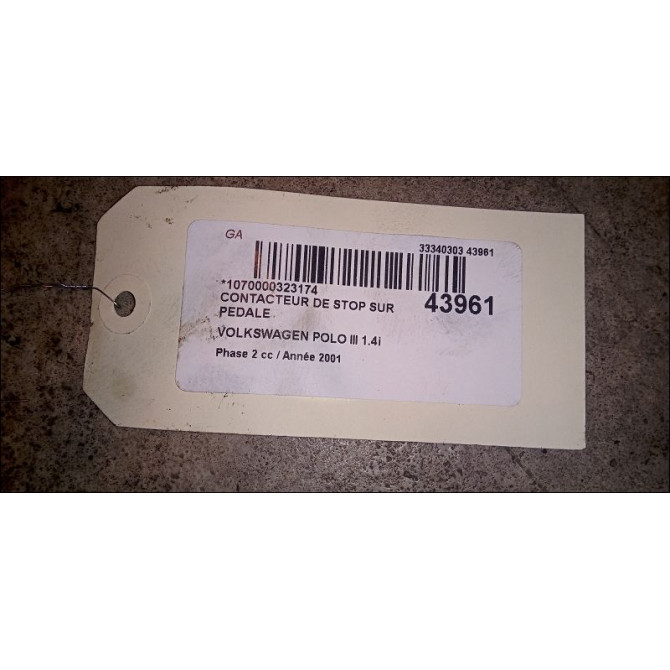 GA
33340303 43961
*1070000323174
CONTACTEUR DE STOP SUR
PEDALE
43961
VOLKSWAGEN POLO III 1.4i
Phase 2 cc / Année 2001